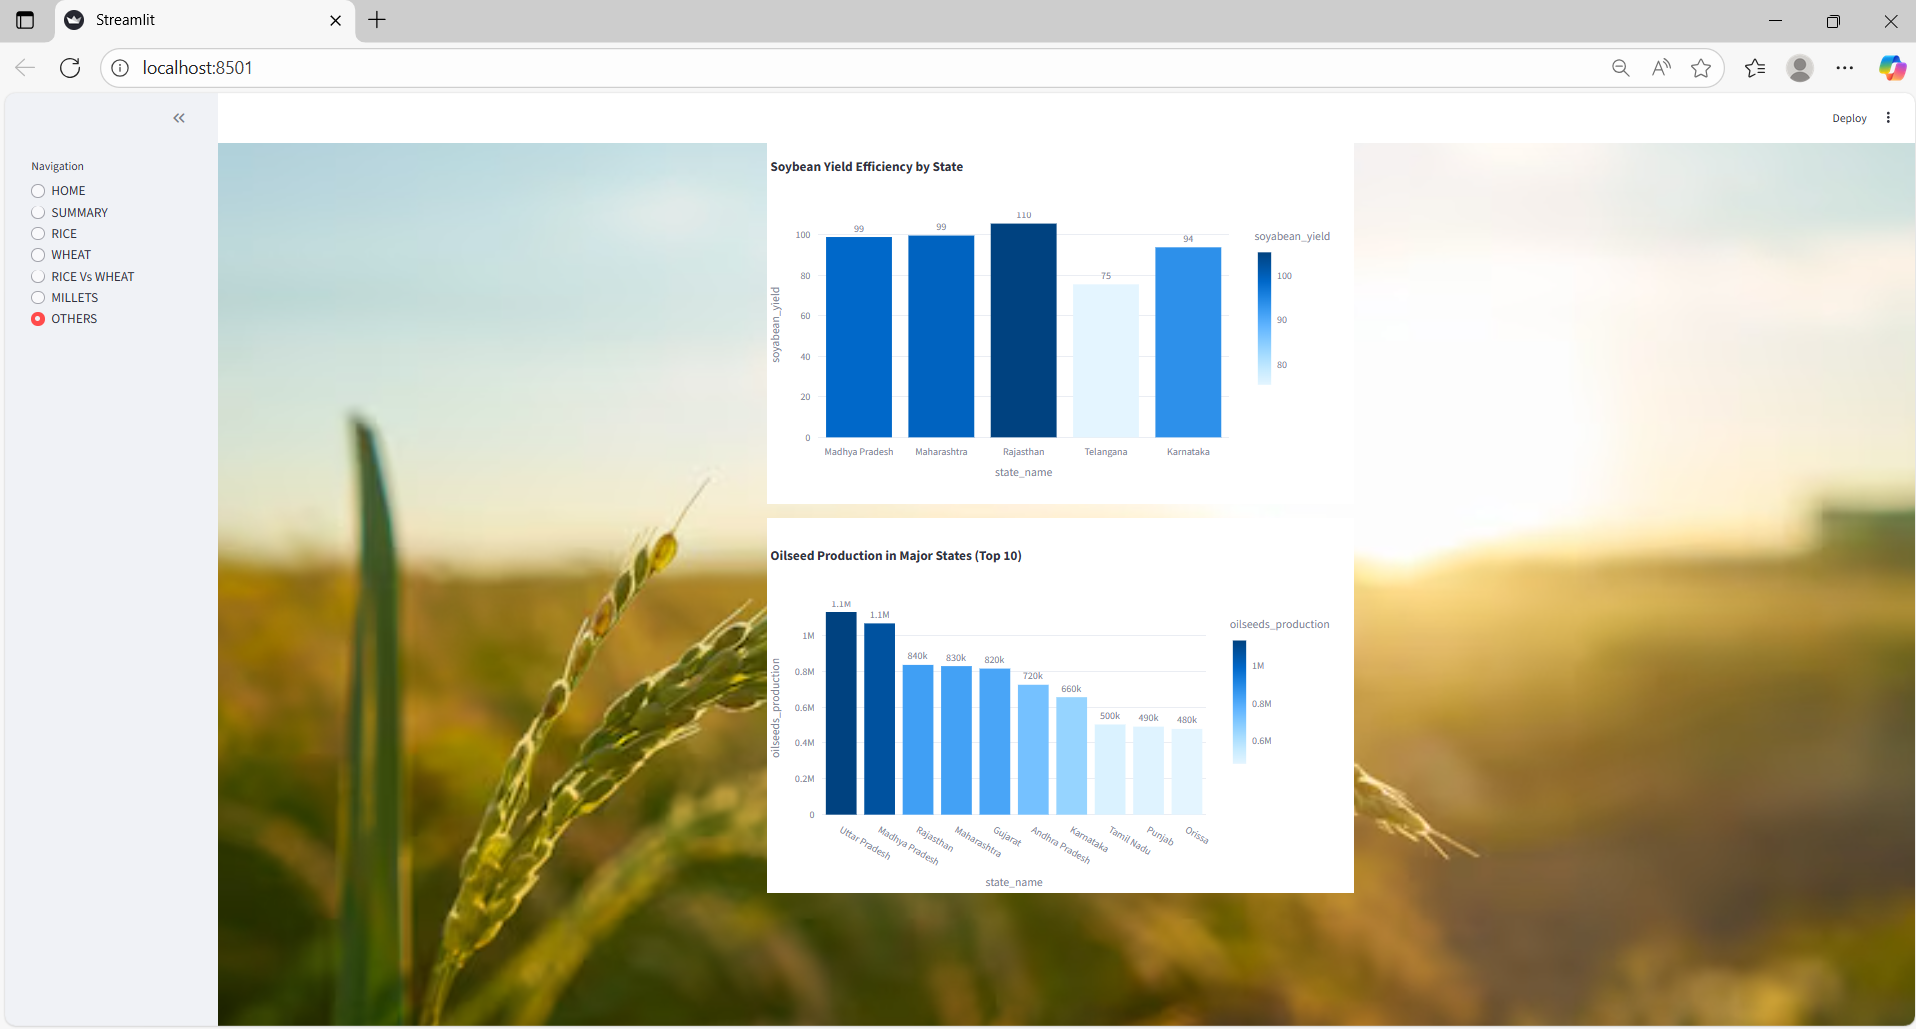 Streamlit
localhost:8501
Deploy
Navigation
HOME
SUMMARY
RICE
WHEAT
RICE Vs WHEAT
MILLETS
OTHERS
Soybean Yield Efficiency by State
soyabean_yield
100
80
60
40
20
0
99
99
110
75
94
Madhya Pradesh
Maharashtra
Rajasthan
Telangana
Karnataka
state_name
soyabean_yield
100
90
80
Oilseed Production in Major States (Top 10)
oilseeds_production
1M
0.8M
0.6M
0.4M
0.2M
0
1.1M
1.1M
840k
830k
820k
720k
660k
500k
490k
480k
Uttar Pradesh
Madhya Pradesh
Rajasthan
Maharashtra
Gujarat
Andhra Pradesh
Karnataka
Tamil Nadu
Punjab
Orissa
state_name
oilseeds_production
1M
0.8M
0.6M